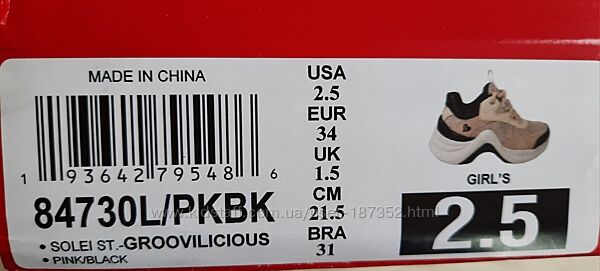 MADE IN CHINA
1 93642 79548 6
84730L/PKBK
• SOLEI ST.-GROOVILICIOUS
• PINK/BLACK
USA
2.5
EUR
34
UK
1.5
CM
21.5
BRA
31
GIRL'S
2.5